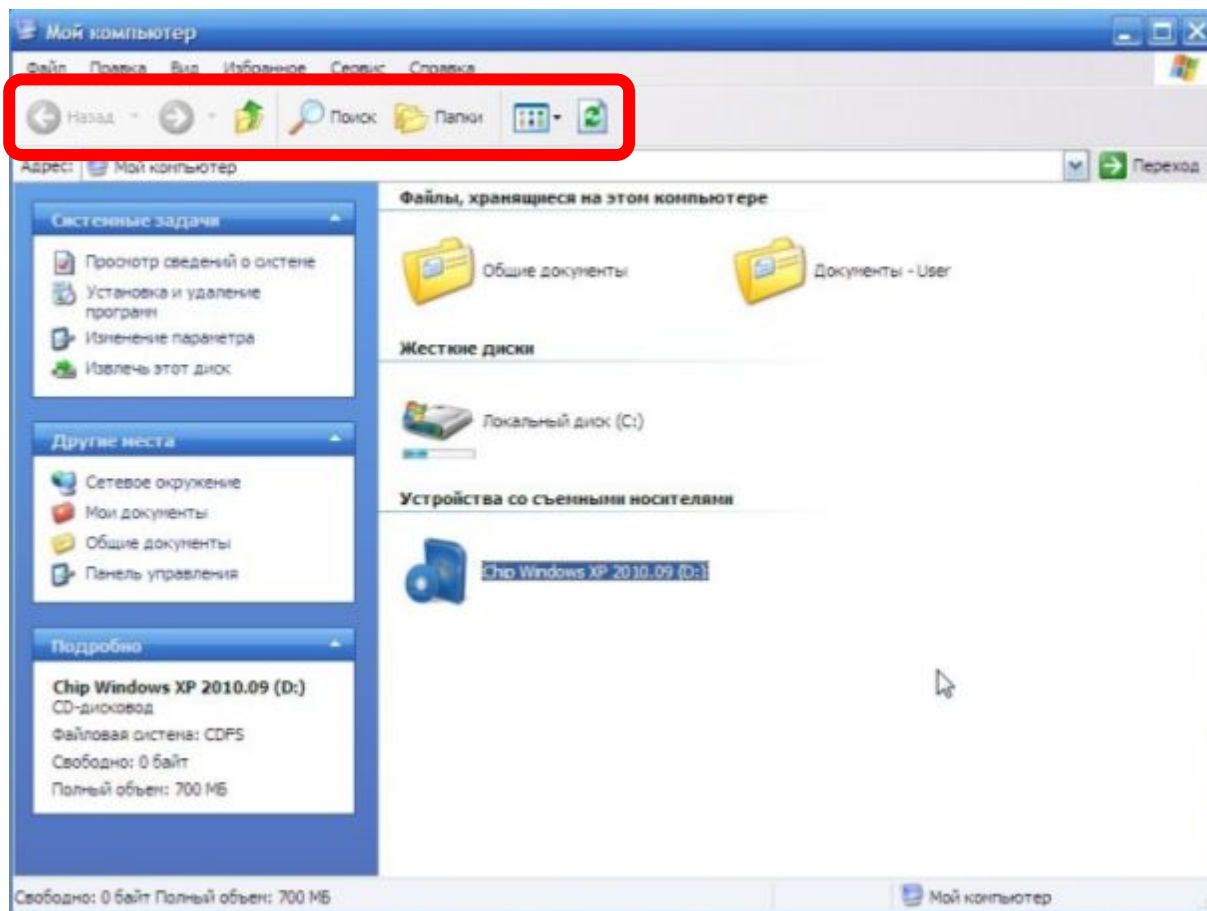 Мой компьютер
Файл Правка Вид Избранное Сервис Справка
Назад Поиск Папки
Адрес: Мой компьютер Переход
Системные задачи
Просмотр сведений о системе
Установка и удаление
программ
Изменение параметра
Извлечь этот диск
Другие места
Сетевое окружение
Мои документы
Общие документы
Панель управления
Подробно
Chip Windows XP 2010.09 (D:)
CD-дисковод
Файловая система: CDFS
Свободно: 0 байт
Полный объем: 700 МБ
Файлы, хранящиеся на этом компьютере
Общие документы
Документы - User
Жесткие диски
Локальный диск (C:)
Устройства со съемными носителями
Chip Windows XP 2010.09 (D:)
Свободно: 0 байт Полный объем: 700 МБ
Мой компьютер